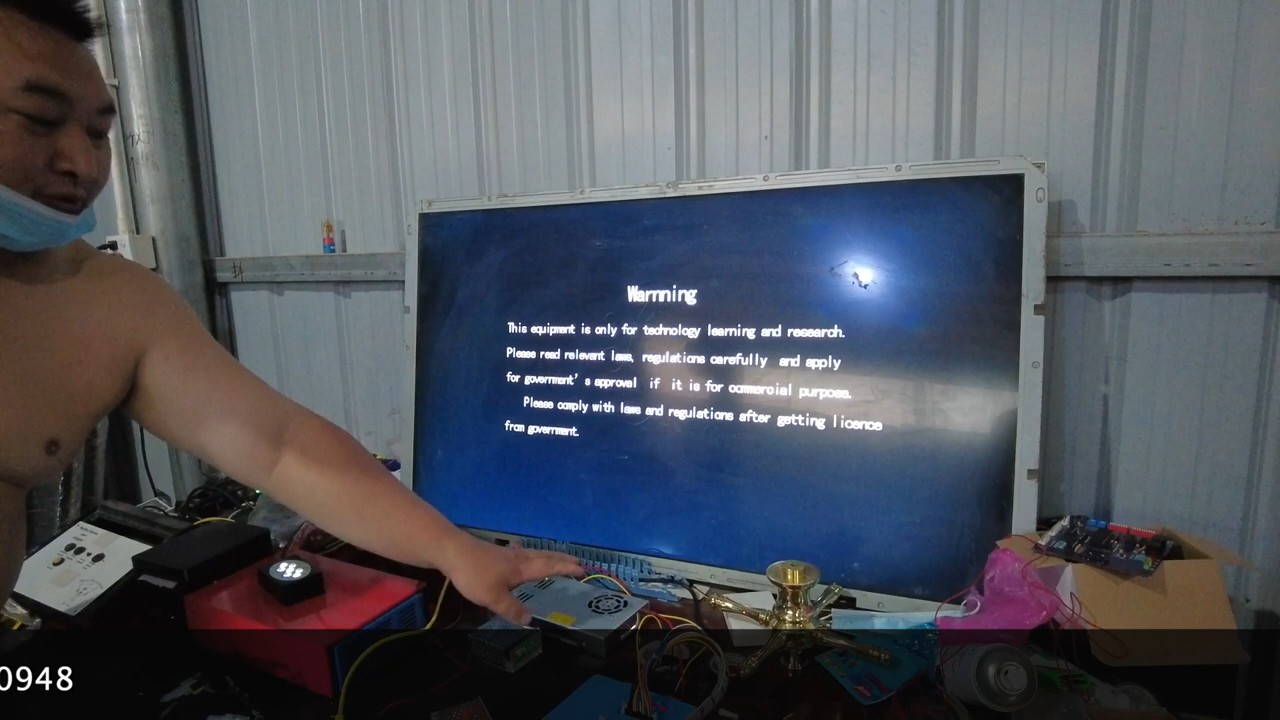 Warnning
This equipment is only for technology learning and research.
Please read relevant laws, regulations carefully and apply
for government's approval if it is for commercial purpose.
Please comply with laws and regulations after getting licence
from government.
0948